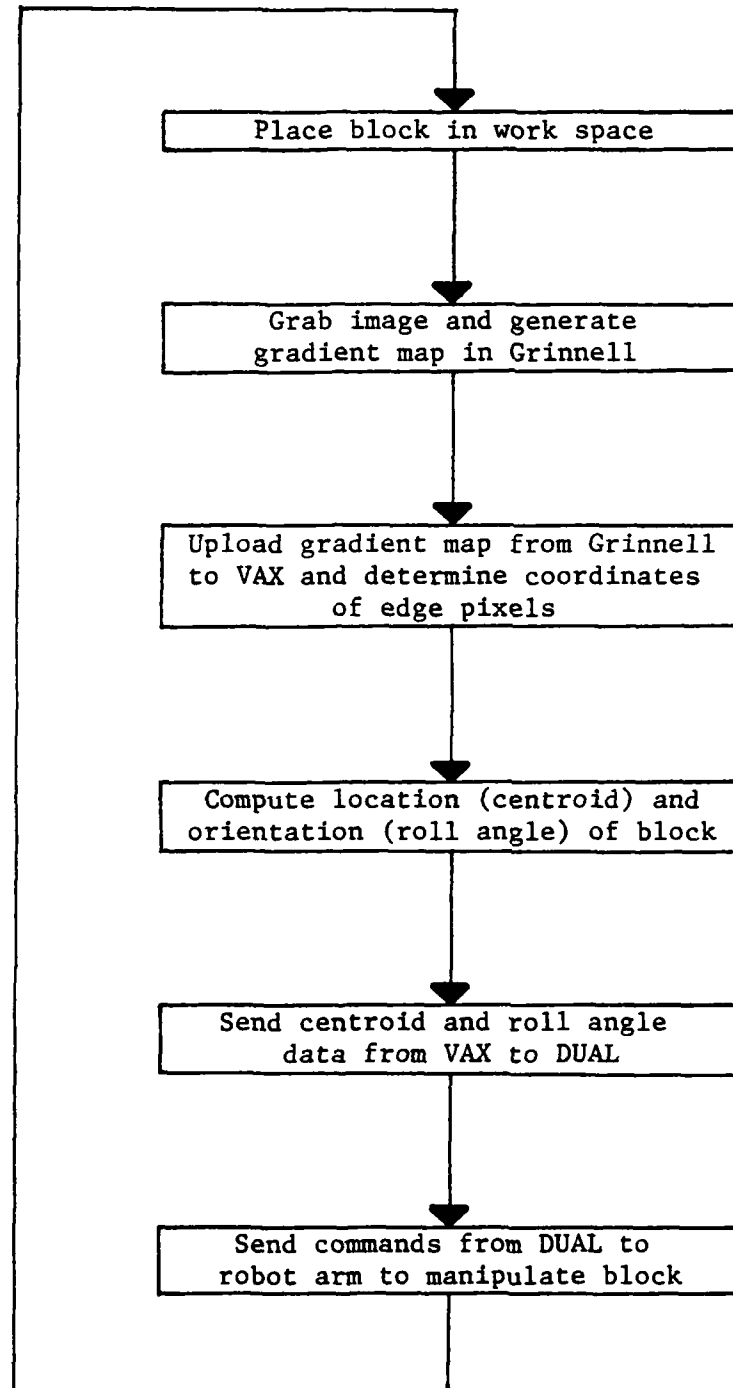 Place block in work space
Grab image and generate
gradient map in Grinnell
Upload gradient map from Grinnell
to VAX and determine coordinates
of edge pixels
Compute location (centroid) and
orientation (roll angle) of block
Send centroid and roll angle
data from VAX to DUAL
Send commands from DUAL to
robot arm to manipulate block